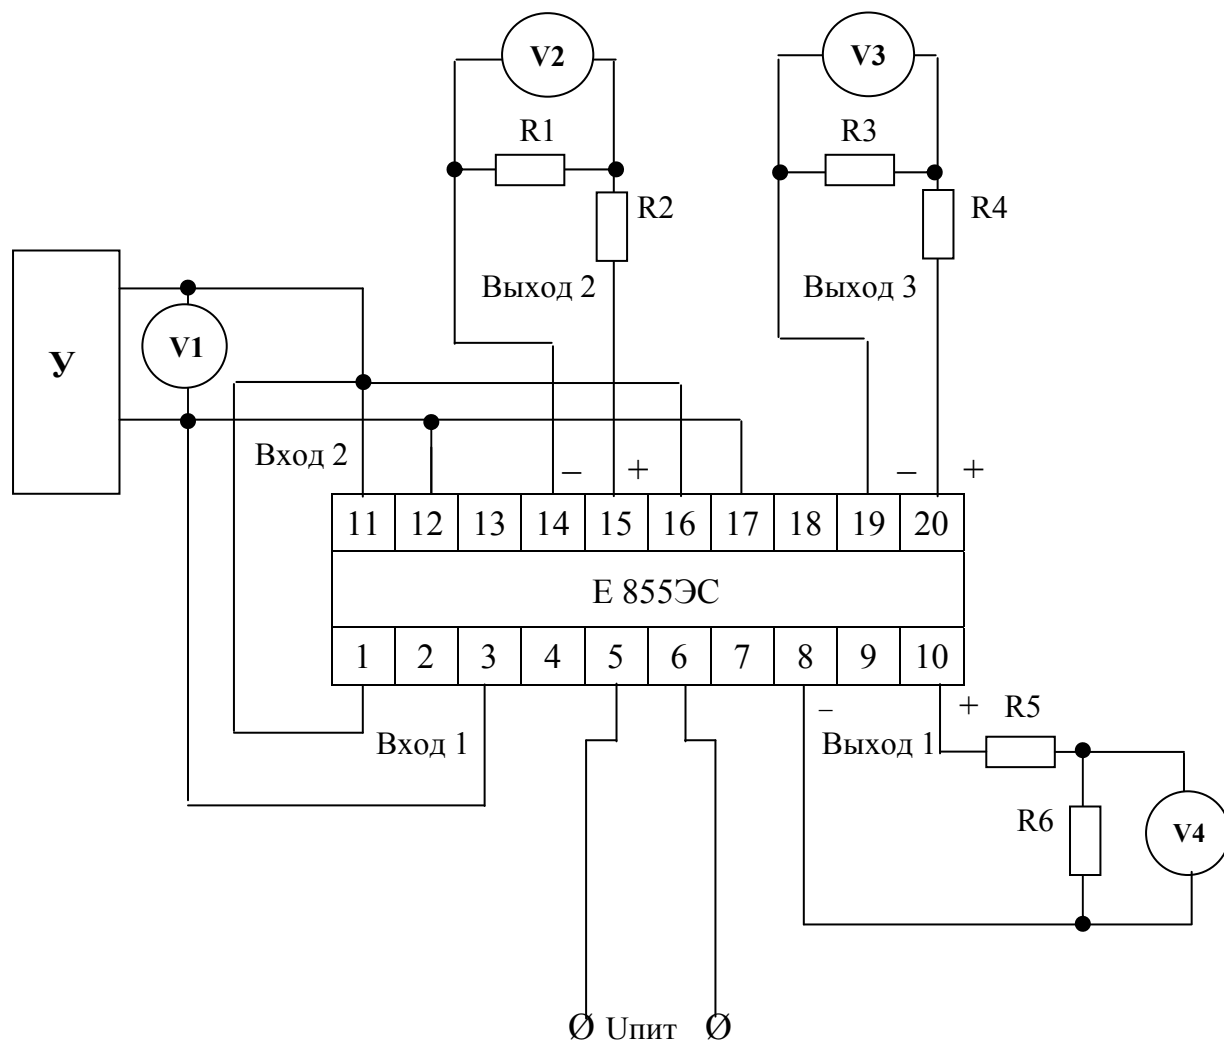 V2
V3
R1
R3
R2
R4
Выход 2
Выход 3
У
V1
Вход 2
– +
– +
11 12 13 14 15 16 17 18 19 20
Е 855ЭС
1 2 3 4 5 6 7 8 9 10
– +
R5
Вход 1
Выход 1
R6
V4
Ø Uпит Ø